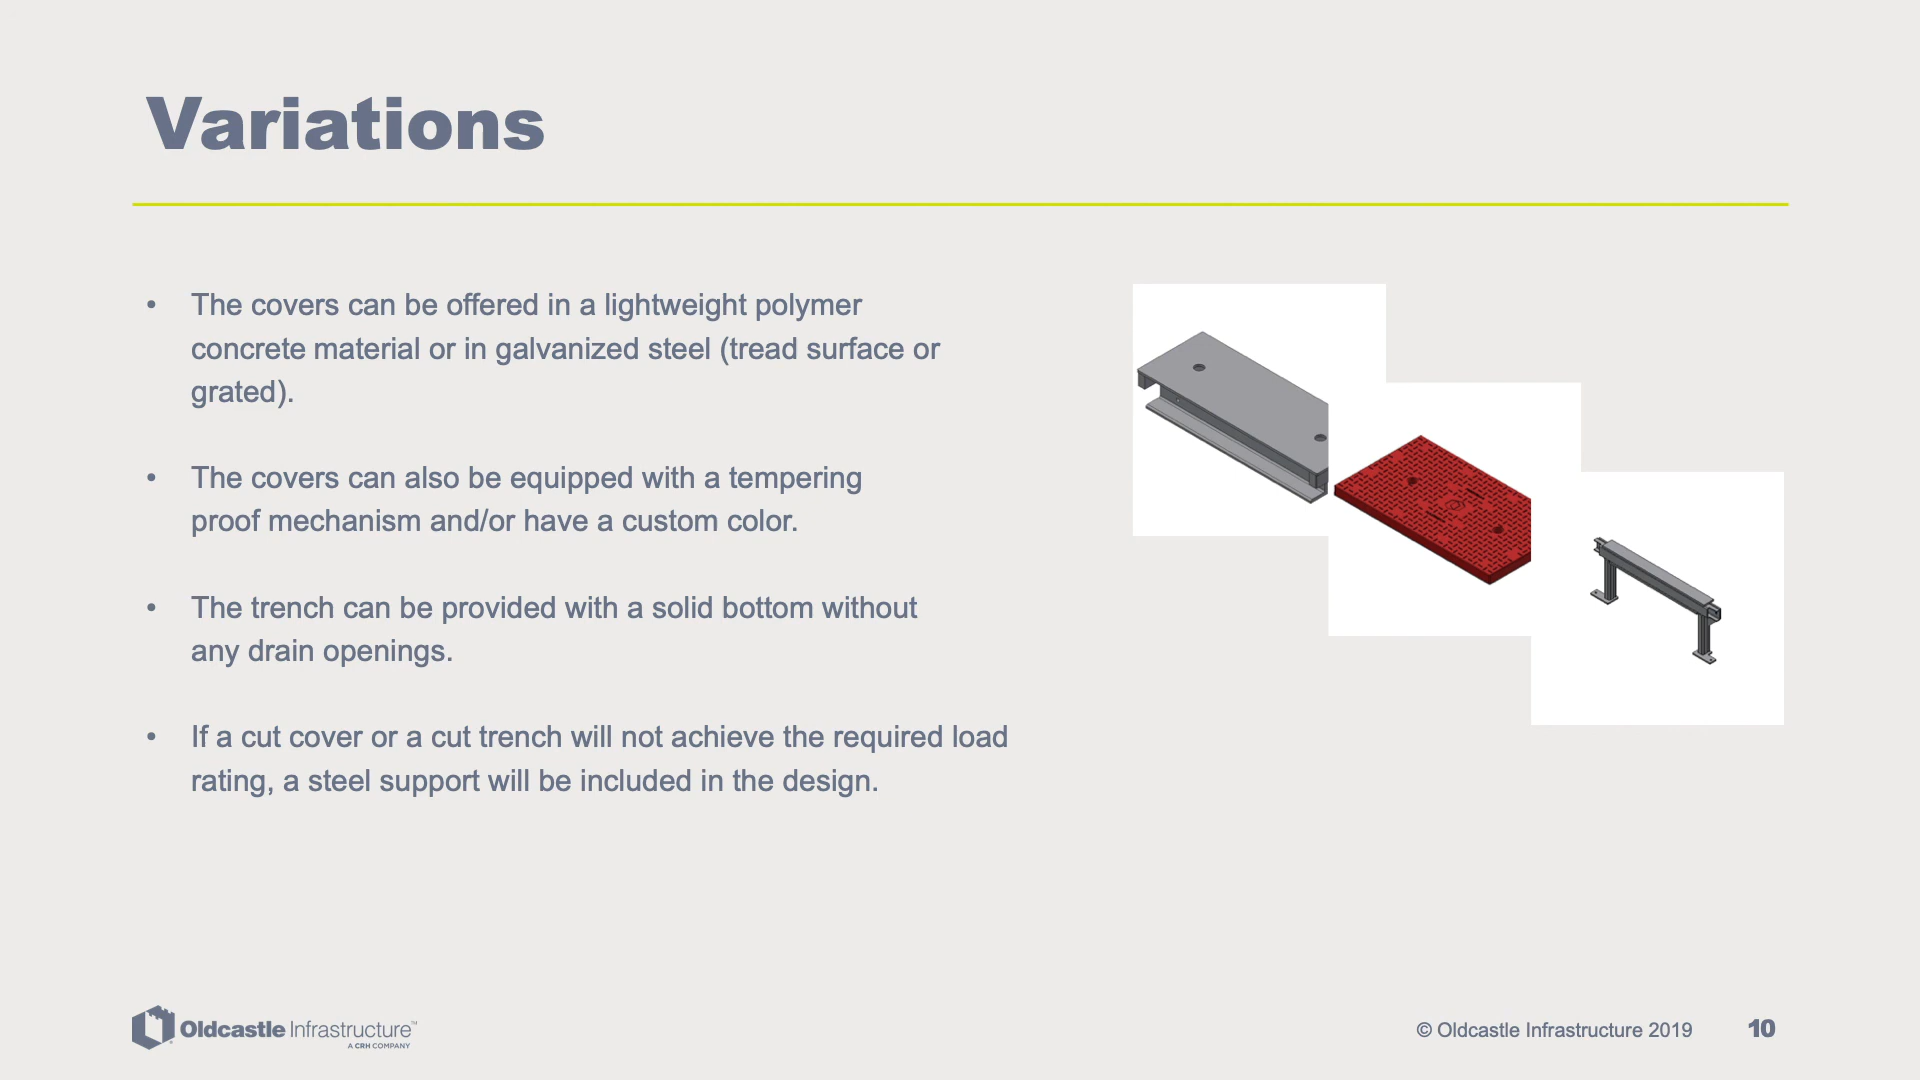 Variations
• The covers can be offered in a lightweight polymer
concrete material or in galvanized steel (tread surface or
grated).
• The covers can also be equipped with a tempering
proof mechanism and/or have a custom color.
• The trench can be provided with a solid bottom without
any drain openings.
• If a cut cover or a cut trench will not achieve the required load
rating, a steel support will be included in the design.
Oldcastle Infrastructure™
A CRH COMPANY
© Oldcastle Infrastructure 2019
10